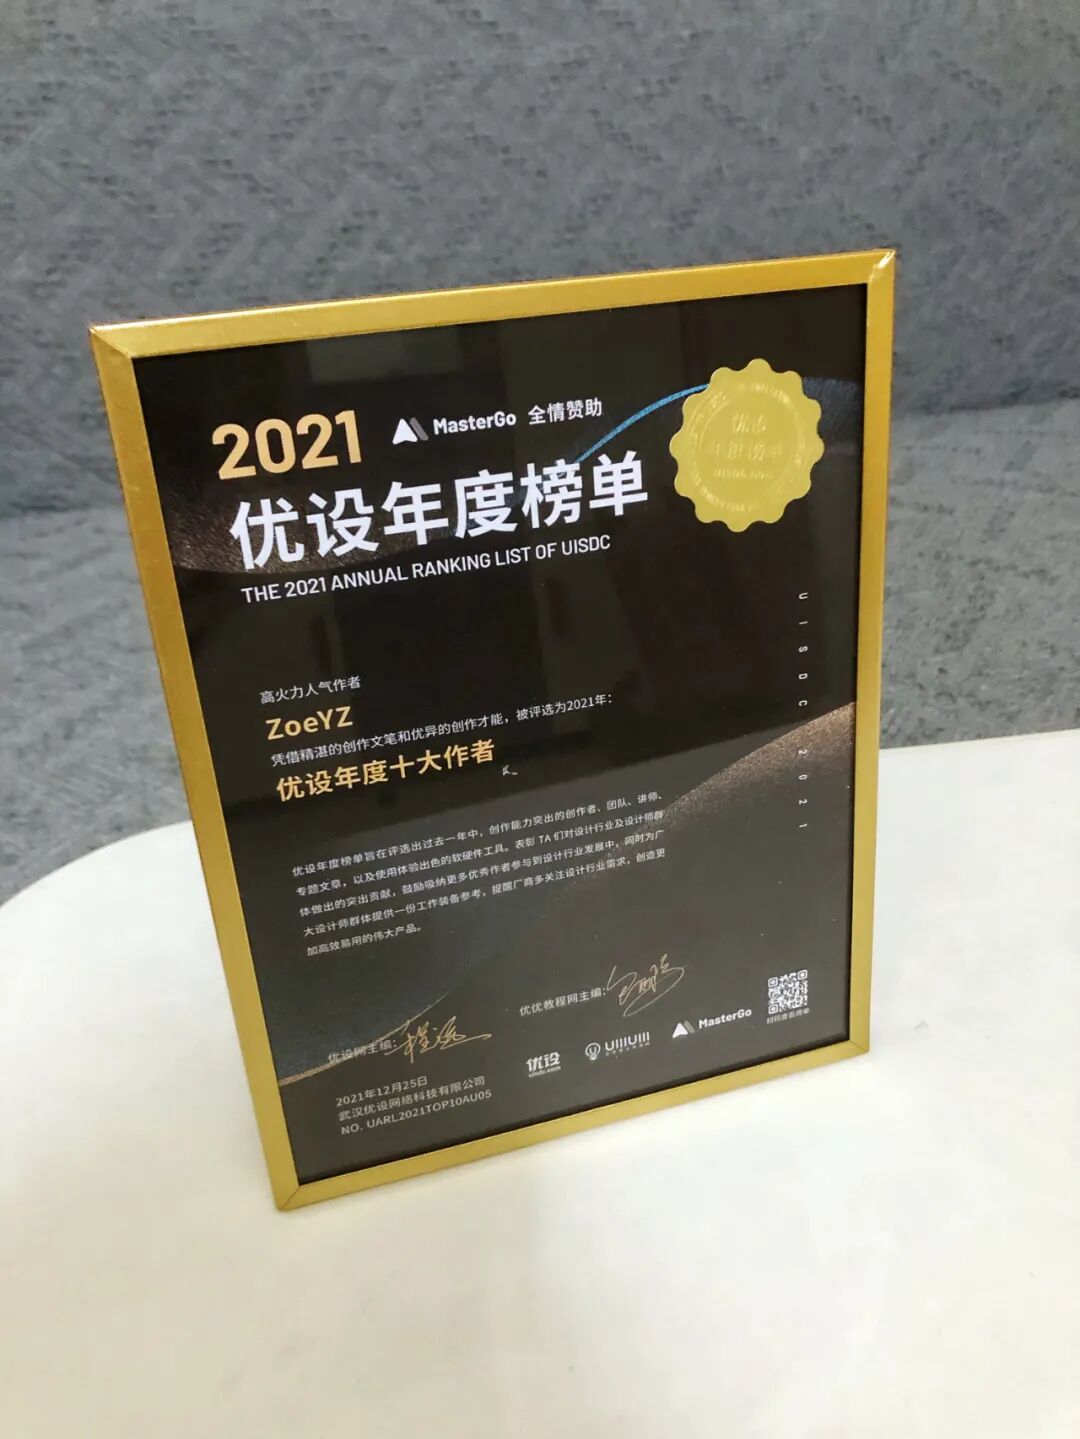 2021
MasterGo 全情赞助
优设年度榜单
THE 2021 ANNUAL RANKING LIST OF UISDC
优设
年度榜单
UISDC.COM
UISDC 2021
高火力人气作者
ZoeYZ
凭借精湛的创作文笔和优异的创作才能，被评选为2021年：
优设年度十大作者
优设年度榜单旨在评选出过去一年中，创作能力突出的创作者、团队、讲师、
专题文章，以及使用体验出色的软硬件工具。表彰 TA 们对设计行业及设计师群
体做出的突出贡献，鼓励吸纳更多优秀作者参与到设计行业发展中，同时为广
大设计师群体提供一份工作装备参考，提醒厂商多关注设计行业需求，创造更
加高效易用的伟大产品。
优设网主编：
优优教程网主编：
2021年12月25日
武汉优设网络科技有限公司
NO. UARL2021TOP10AU05
优设
uisdc.com
UIIIUIII
MasterGo
扫码查看榜单